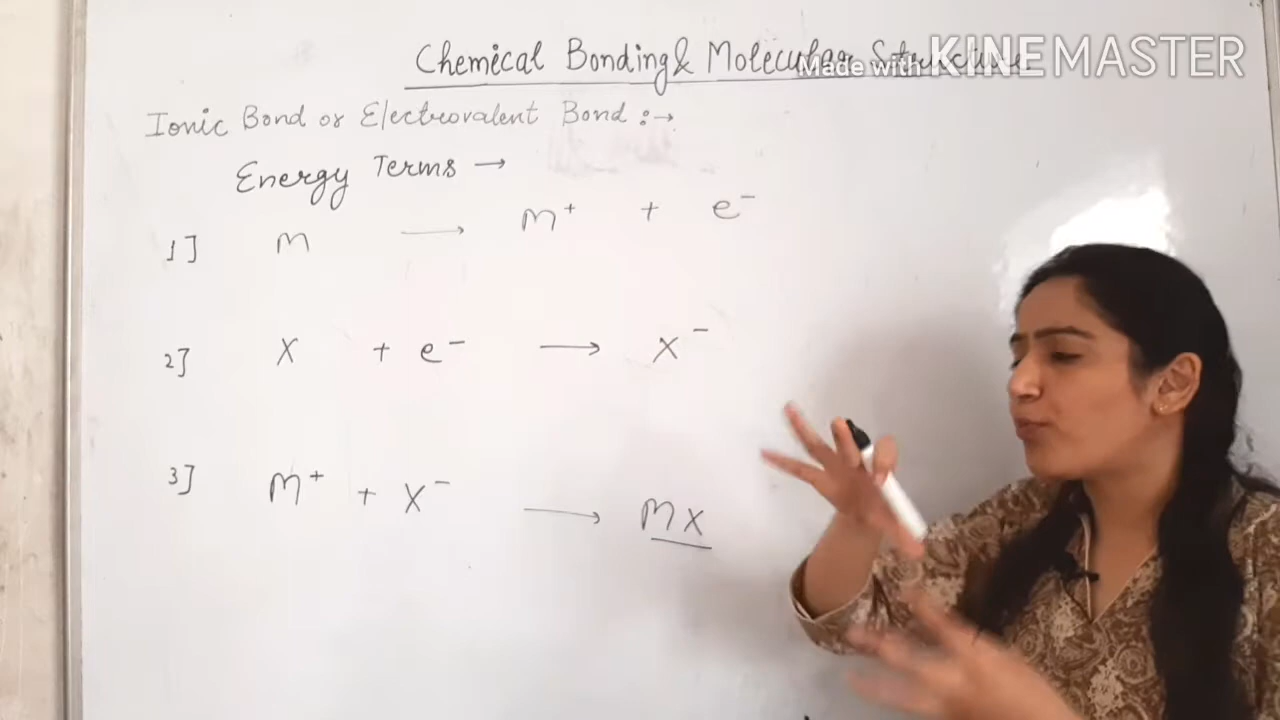 Chemical Bonding & Molecular Structure
Made with KINEMASTER
Ionic Bond or Electrovalent Bond :→
Energy Terms →
1] M → M⁺ + e⁻
2] X + e⁻ → X⁻
3] M⁺ + X⁻ → MX